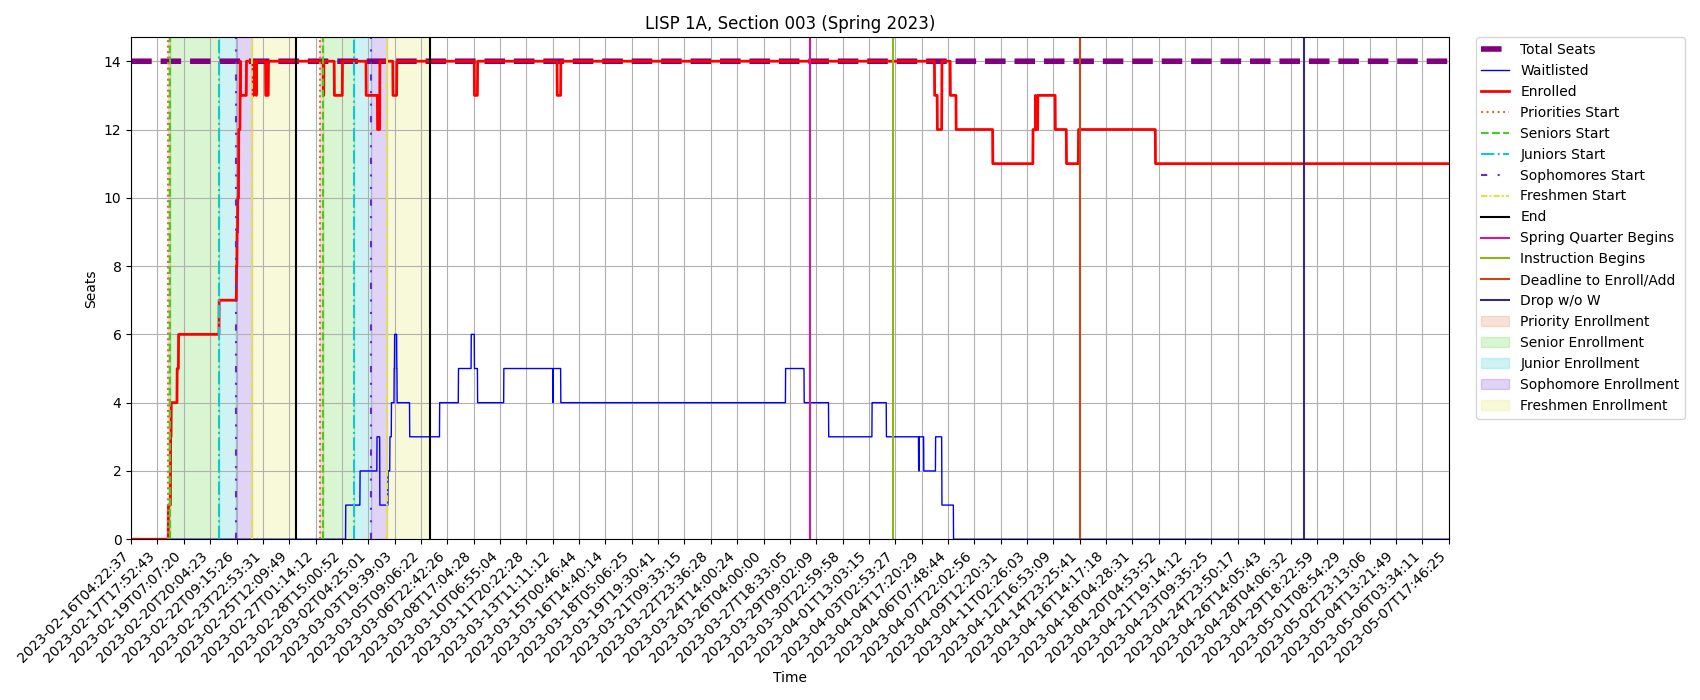 LISP 1A, Section 003 (Spring 2023)
Seats
14
12
10
8
6
4
2
0
2023-02-16T04:22:37
2023-02-17T17:52:43
2023-02-19T07:07:20
2023-02-20T20:04:23
2023-02-22T09:15:26
2023-02-23T22:53:31
2023-02-25T12:09:49
2023-02-27T01:14:12
2023-02-28T15:00:52
2023-03-02T04:25:01
2023-03-03T19:39:03
2023-03-05T09:06:22
2023-03-06T22:42:26
2023-03-08T17:04:28
2023-03-10T06:55:04
2023-03-11T20:22:28
2023-03-13T11:11:12
2023-03-15T00:46:44
2023-03-16T14:40:14
2023-03-18T05:06:25
2023-03-19T19:30:41
2023-03-21T09:33:15
2023-03-22T23:36:28
2023-03-24T14:00:24
2023-03-26T04:00:00
2023-03-27T18:33:05
2023-03-29T09:02:09
2023-03-30T22:59:58
2023-04-01T13:03:15
2023-04-03T02:53:27
2023-04-04T17:20:29
2023-04-06T07:48:44
2023-04-07T22:02:56
2023-04-09T12:20:31
2023-04-11T02:26:03
2023-04-12T16:53:09
2023-04-14T23:25:41
2023-04-16T14:17:18
2023-04-18T04:28:31
2023-04-20T04:53:52
2023-04-21T19:14:12
2023-04-23T09:35:25
2023-04-24T23:50:17
2023-04-26T14:05:43
2023-04-28T04:06:32
2023-04-29T18:22:59
2023-05-01T08:54:29
2023-05-02T23:13:06
2023-05-04T13:21:49
2023-05-06T03:34:11
2023-05-07T17:46:25
Time
Total Seats
Waitlisted
Enrolled
Priorities Start
Seniors Start
Juniors Start
Sophomores Start
Freshmen Start
End
Spring Quarter Begins
Instruction Begins
Deadline to Enroll/Add
Drop w/o W
Priority Enrollment
Senior Enrollment
Junior Enrollment
Sophomore Enrollment
Freshmen Enrollment